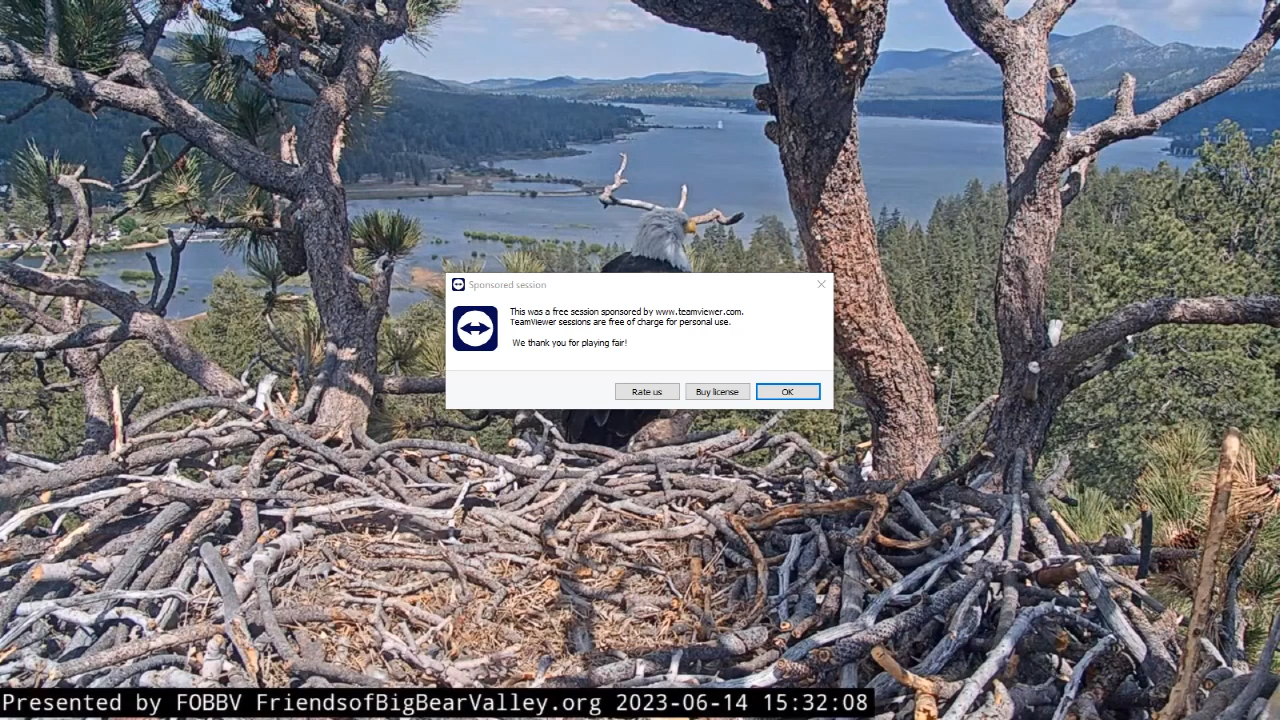 Sponsored session
This was a free session sponsored by www.teamviewer.com.
TeamViewer sessions are free of charge for personal use.
We thank you for playing fair!
Rate us Buy license OK
Presented by FOBBV FriendsofBigBearValley.org 2023-06-14 15:32:08